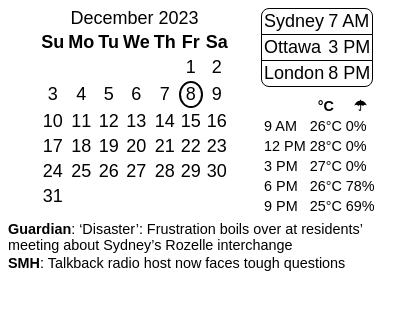 December 2023
Su Mo Tu We Th Fr Sa
1 2
3 4 5 6 7 8 9
10 11 12 13 14 15 16
17 18 19 20 21 22 23
24 25 26 27 28 29 30
31
Sydney 7 AM
Ottawa 3 PM
London 8 PM
°C ☂
9 AM 26°C 0%
12 PM 28°C 0%
3 PM 27°C 0%
6 PM 26°C 78%
9 PM 25°C 69%
Guardian: ‘Disaster’: Frustration boils over at residents’
meeting about Sydney’s Rozelle interchange
SMH: Talkback radio host now faces tough questions